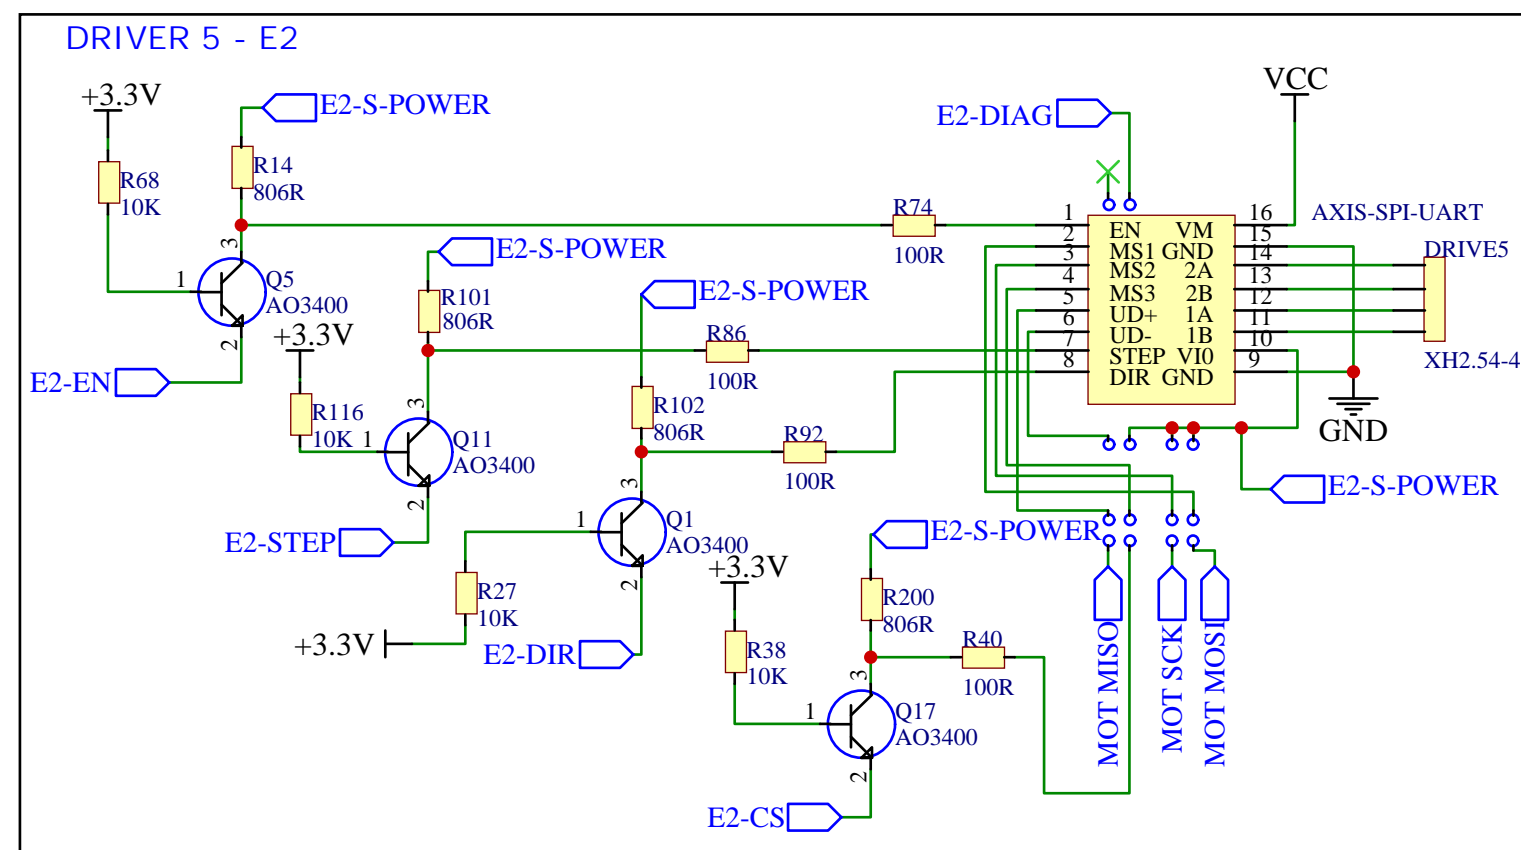 DRIVER 5 - E2
+3.3V
E2-S-POWER
R68
10K
R14
806R
3
1
Q5
AO3400
2
E2-EN
+3.3V
R116
10K
E2-S-POWER
R101
806R
3
1
Q11
AO3400
2
E2-STEP
E2-S-POWER
R102
806R
3
1
Q1
AO3400
2
R27
10K
+3.3V
E2-DIR
R74
100R
R86
100R
R92
100R
+3.3V
R38
10K
E2-S-POWER
R200
806R
R40
100R
3
1
Q17
AO3400
2
E2-CS
E2-DIAG
VCC
1 EN VM 16
2 MS1 GND 15
3 MS2 2A 14
4 MS3 2B 13
5 UD+ 1A 12
6 UD- 1B 11
7 STEP VI0 10
8 DIR GND 9
AXIS-SPI-UART
DRIVE5
XH2.54-4
GND
E2-S-POWER
MOT MISO
MOT SCK
MOT MOSI